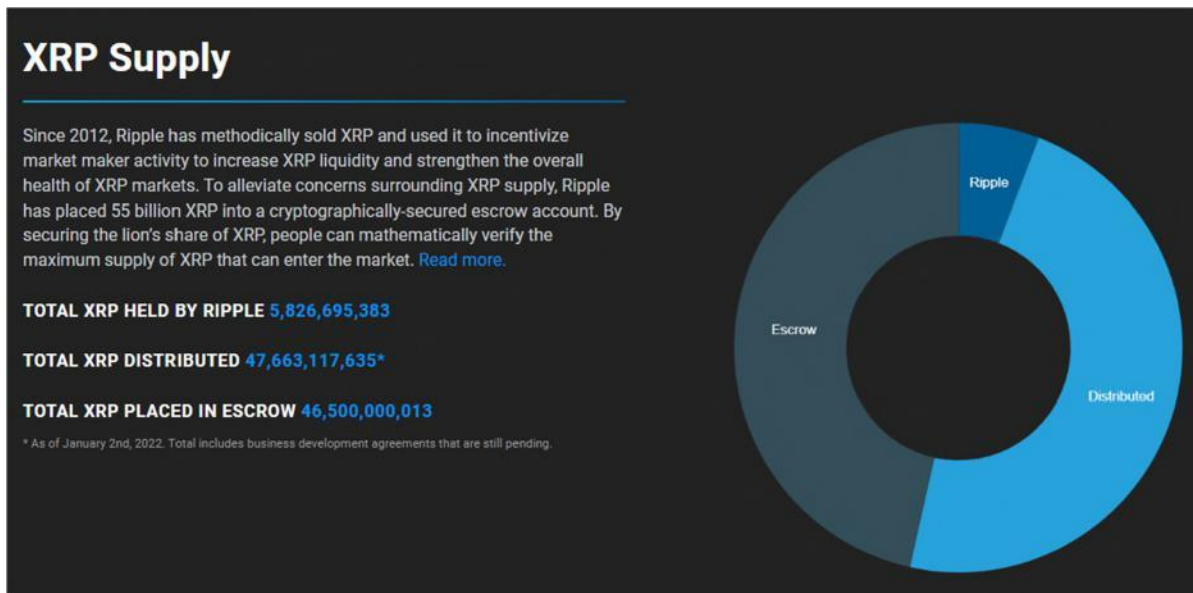 XRP Supply
Since 2012, Ripple has methodically sold XRP and used it to incentivize
market maker activity to increase XRP liquidity and strengthen the overall
health of XRP markets. To alleviate concerns surrounding XRP supply, Ripple
has placed 55 billion XRP into a cryptographically-secured escrow account. By
securing the lion's share of XRP, people can mathematically verify the
maximum supply of XRP that can enter the market. Read more.
TOTAL XRP HELD BY RIPPLE 5,826,695,383
TOTAL XRP DISTRIBUTED 47,663,117,635*
TOTAL XRP PLACED IN ESCROW 46,500,000,013
* As of January 2nd, 2022. Total includes business development agreements that are still pending.
Ripple
Escrow
Distributed